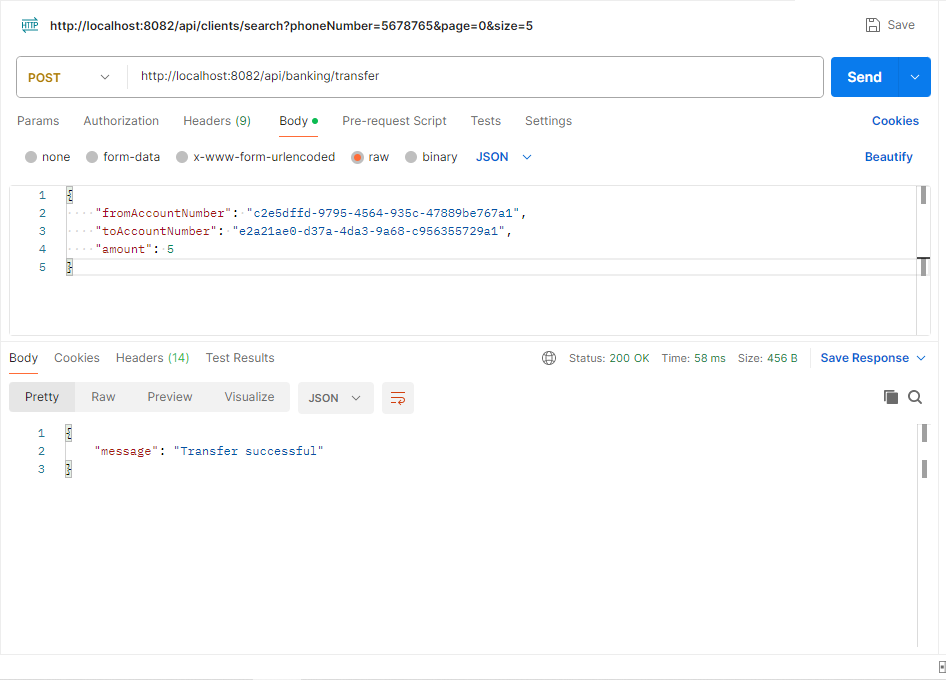 HTTP http://localhost:8082/api/clients/search?phoneNumber=5678765&page=0&size=5 Save
POST http://localhost:8082/api/banking/transfer Send
Params Authorization Headers (9) Body Pre-request Script Tests Settings Cookies
none form-data x-www-form-urlencoded raw binary JSON Beautify
1 {
2 ····"fromAccountNumber":·"c2e5dffd-9795-4564-935c-47889be767a1",
3 ····"toAccountNumber":·"e2a21ae0-d37a-4da3-9a68-c956355729a1",
4 ····"amount":·5
5 }
Body Cookies Headers (14) Test Results Status: 200 OK Time: 58 ms Size: 456 B Save Response
Pretty Raw Preview Visualize JSON
1 {
2 "message": "Transfer successful"
3 }